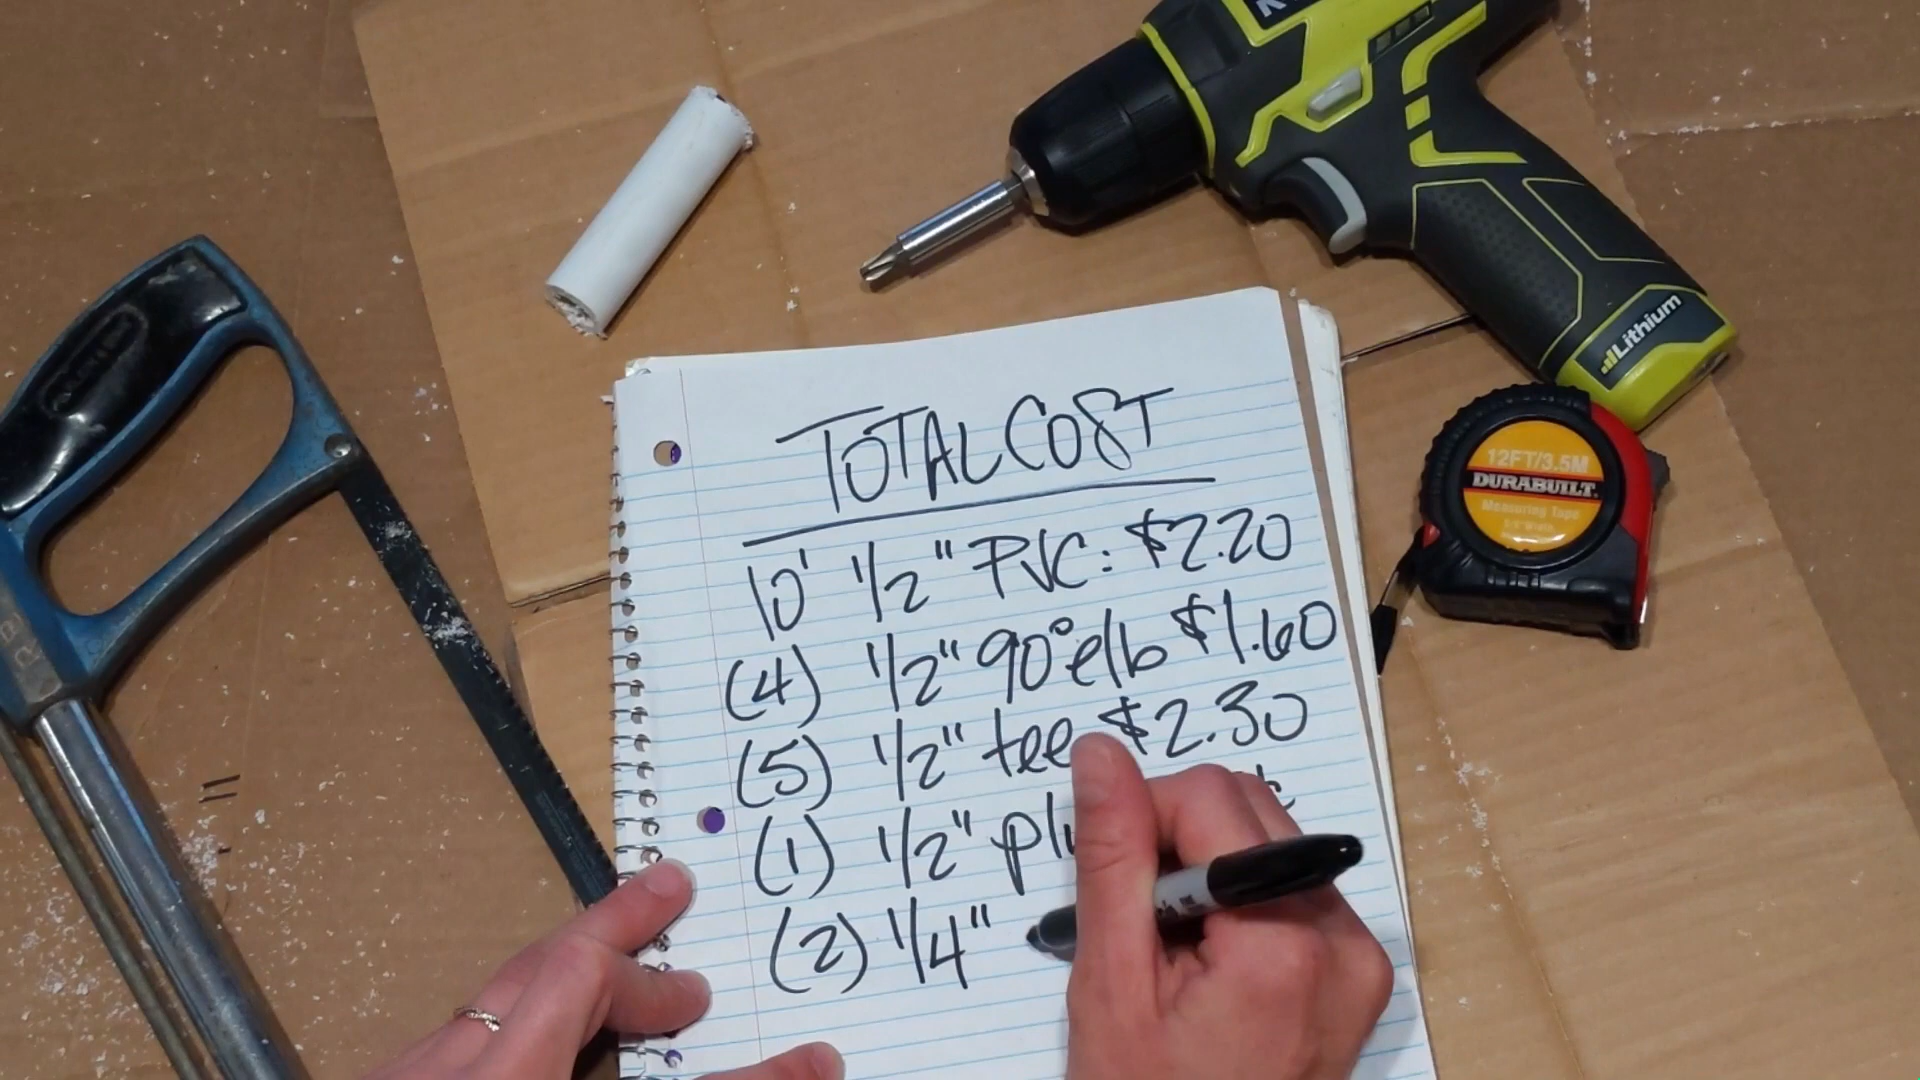 Lithium
12FT/3.5M
DURABUILT.
Measuring Tape
TOTAL COST
10' 1/2" PVC: $2.20
(4) 1/2" 90° elb $1.60
(5) 1/2" tee $2.30
(1) 1/2"
(2) 1/4"